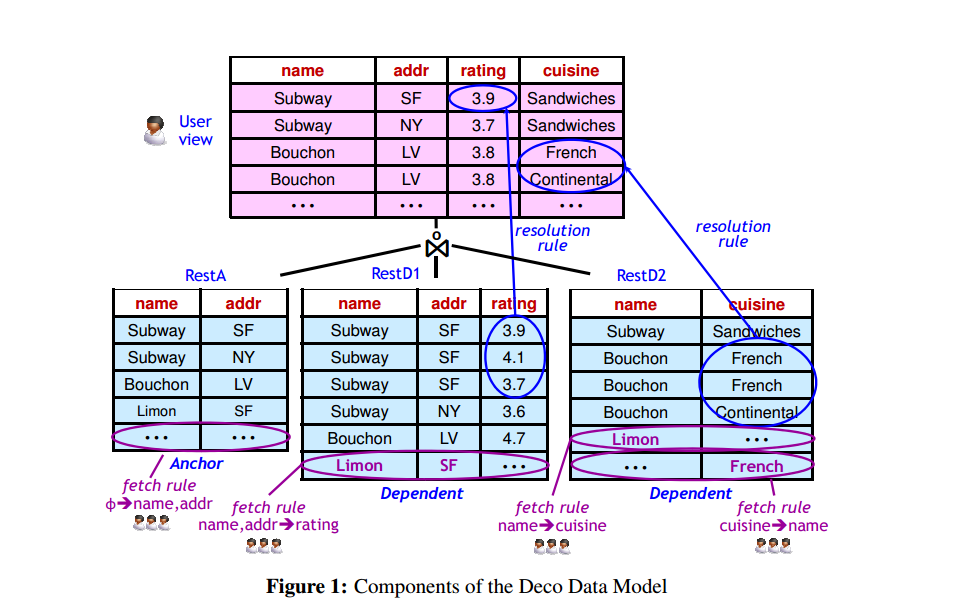 name addr rating cuisine
Subway SF 3.9 Sandwiches
Subway NY 3.7 Sandwiches
Bouchon LV 3.8 French
Bouchon LV 3.8 Continental
• • • • • • • • • • • •
User
view
resolution
rule
resolution
rule
RestA
name addr
Subway SF
Subway NY
Bouchon LV
Limon SF
• • • • • •
Anchor
fetch rule
ϕ➔name,addr
RestD1
name addr rating
Subway SF 3.9
Subway SF 4.1
Subway SF 3.7
Subway NY 3.6
Bouchon LV 4.7
Limon SF • • •
Dependent
fetch rule
name,addr➔rating
RestD2
name cuisine
Subway Sandwiches
Bouchon French
Bouchon French
Bouchon Continental
Limon • • •
• • • French
Dependent
fetch rule
name➔cuisine
fetch rule
cuisine➔name
Figure 1: Components of the Deco Data Model